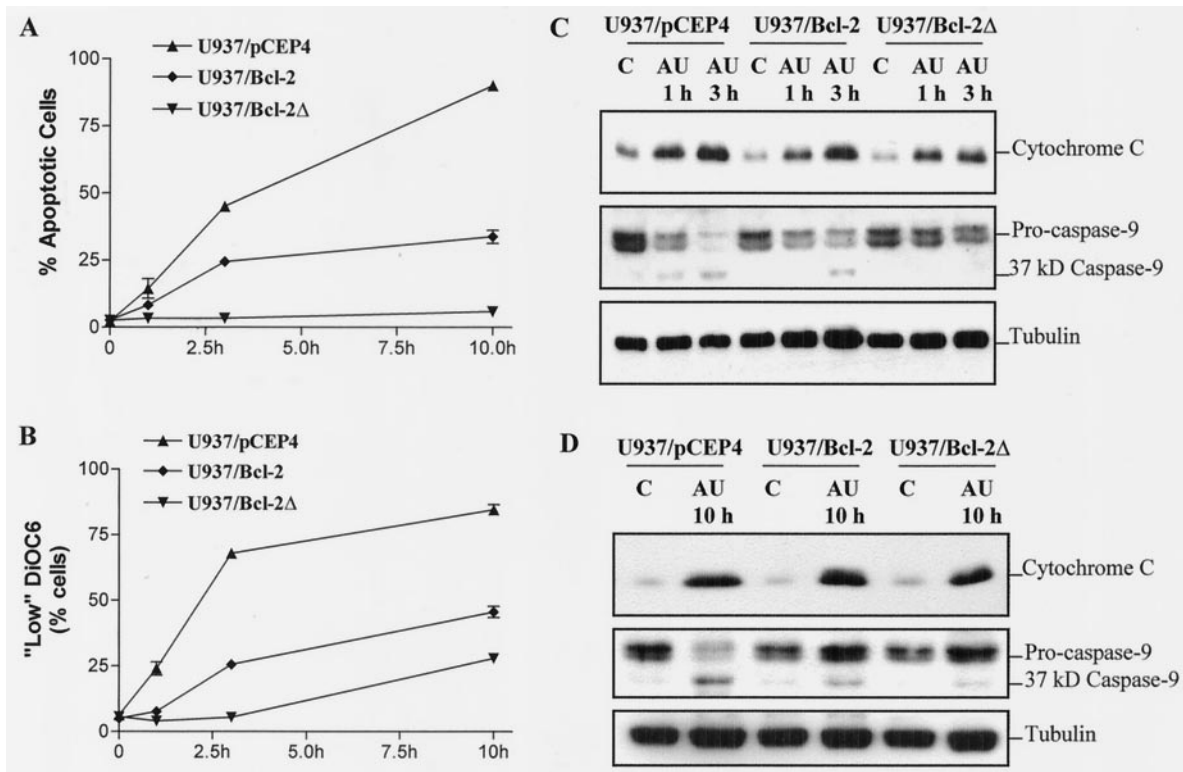 A
U937/pCEP4
U937/Bcl-2
U937/Bcl-2Δ
% Apoptotic Cells
100
75
50
25
0
0 2.5h 5.0h 7.5h 10.0h
B
U937/pCEP4
U937/Bcl-2
U937/Bcl-2Δ
"Low" DiOC6
(% cells)
100
75
50
25
0
0 2.5h 5.0h 7.5h 10h
C
U937/pCEP4 U937/Bcl-2 U937/Bcl-2Δ
C AU AU C AU AU C AU AU
1 h 3 h 1 h 3 h 1 h 3 h
Cytochrome C
Pro-caspase-9
37 kD Caspase-9
Tubulin
D
U937/pCEP4 U937/Bcl-2 U937/Bcl-2Δ
C AU C AU C AU
10 h 10 h 10 h
Cytochrome C
Pro-caspase-9
37 kD Caspase-9
Tubulin